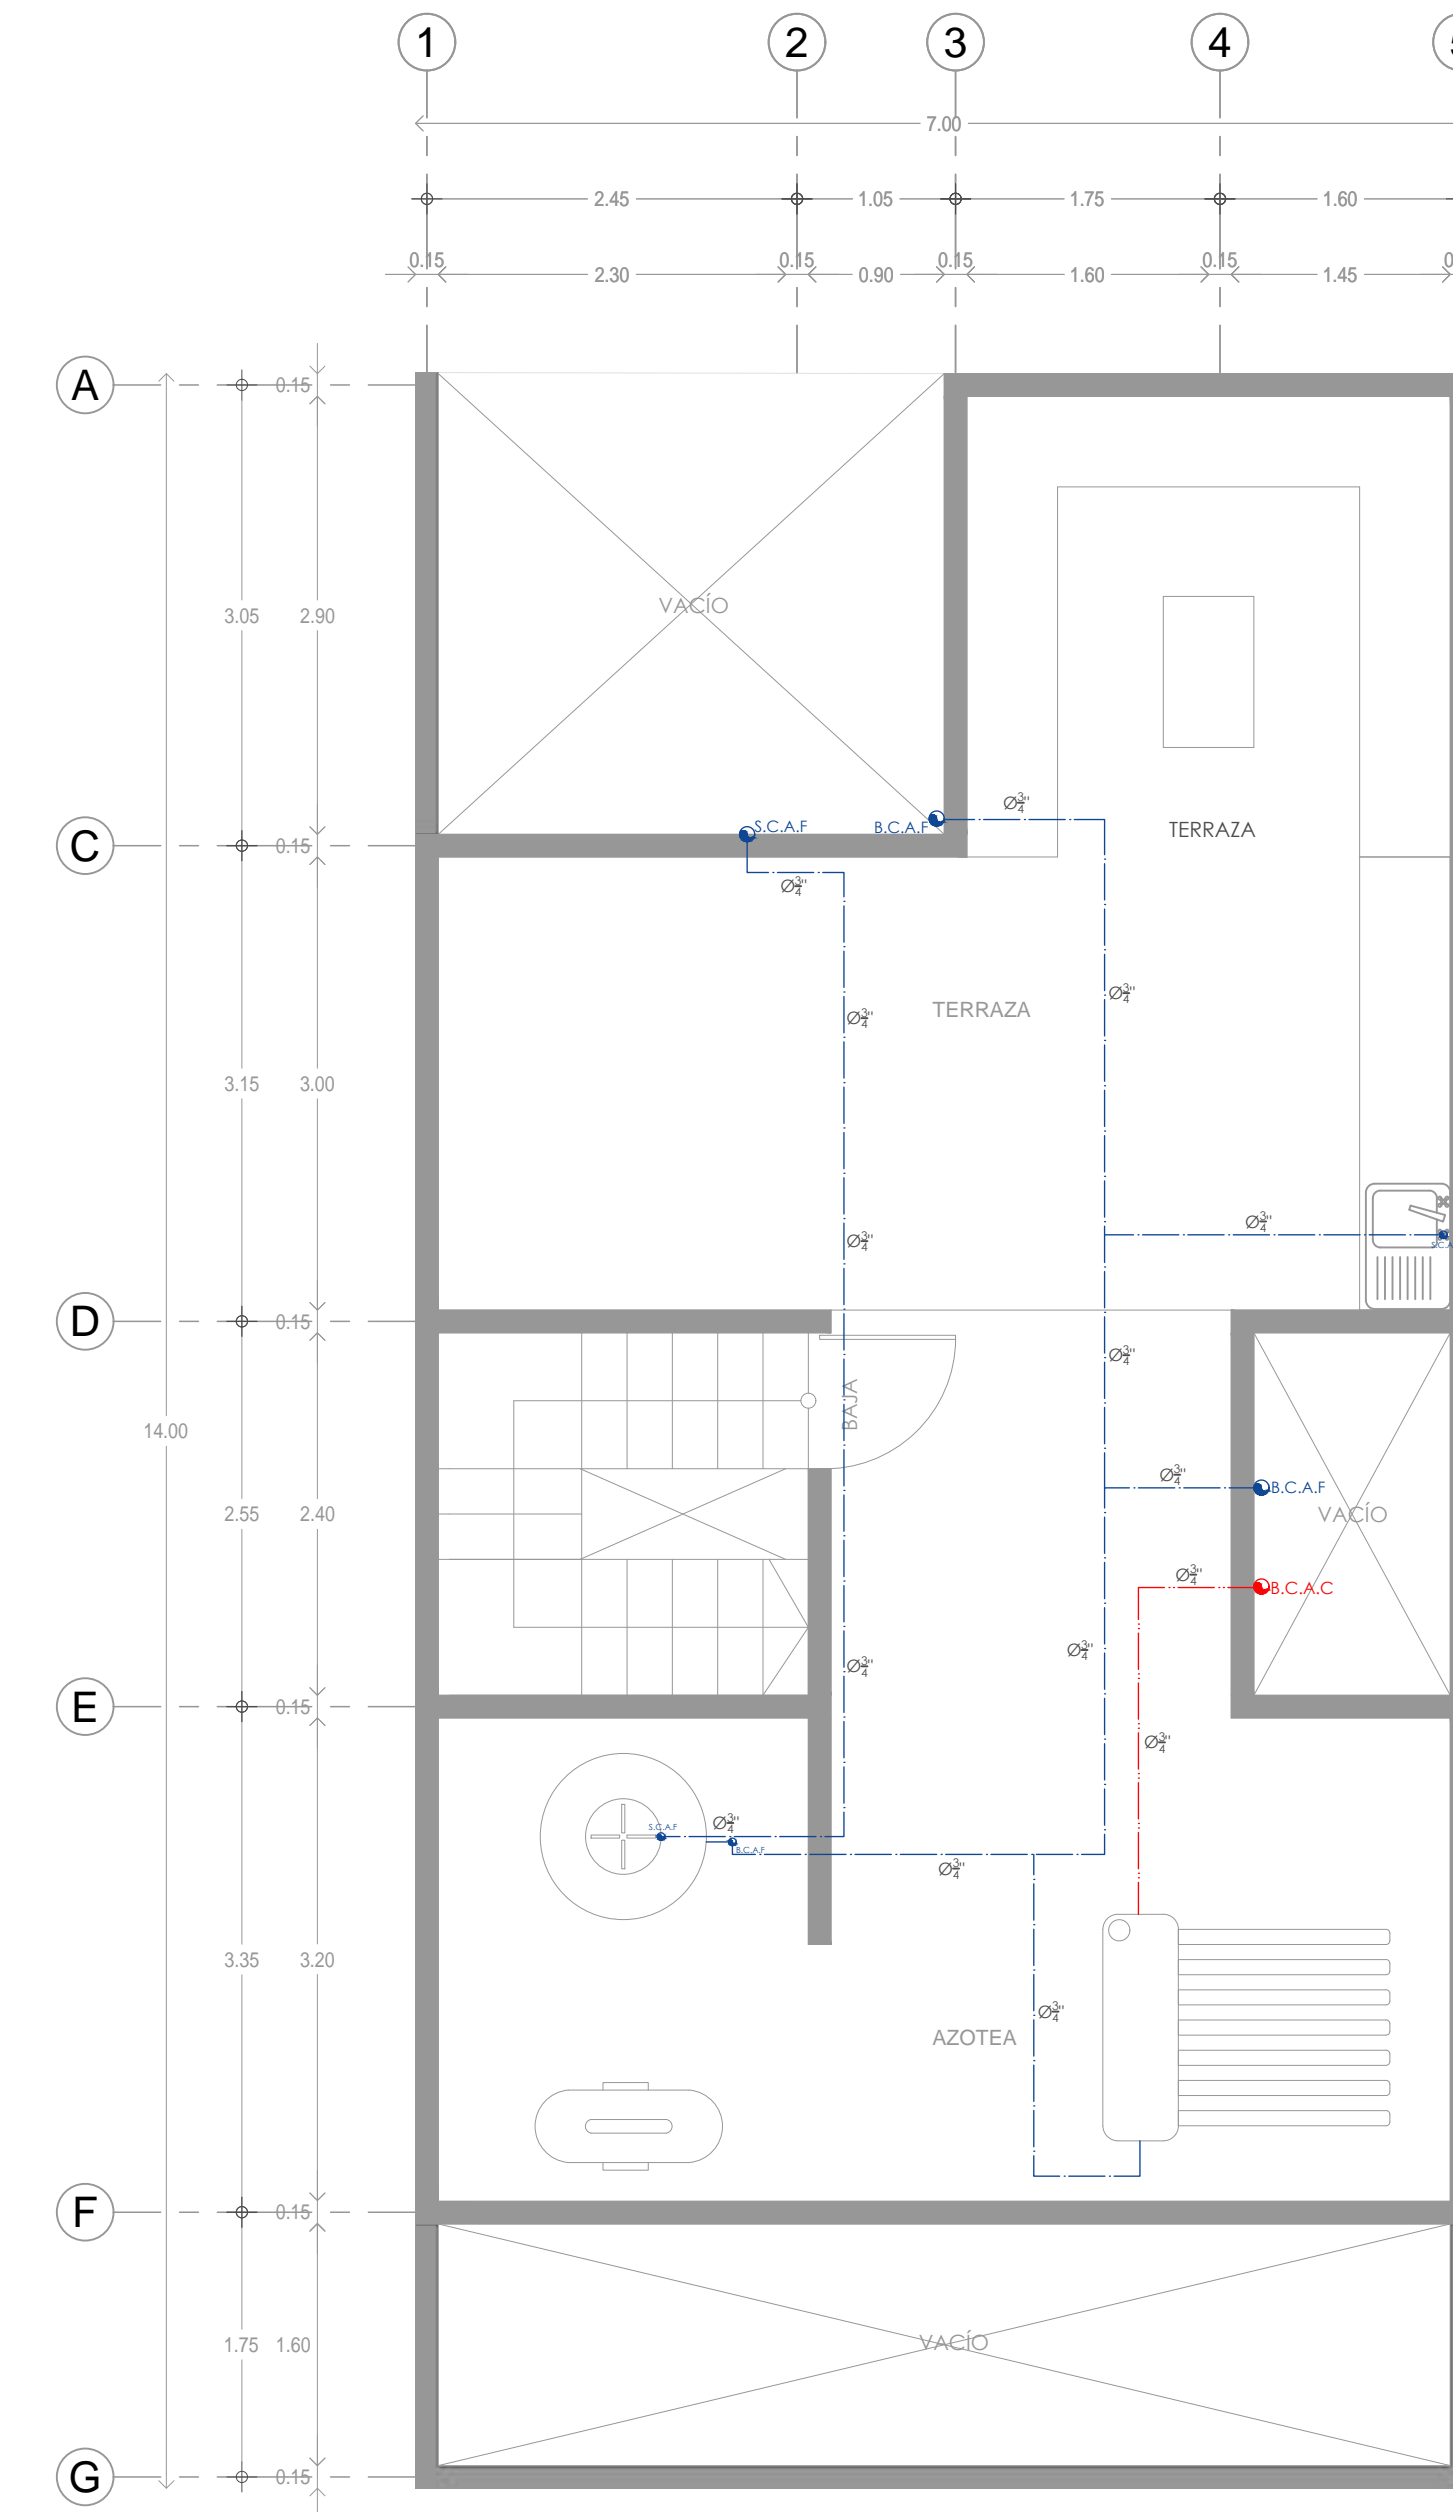 1 2 3 4
7.00
2.45 1.05 1.75 1.60
0.15 0.15 0.15 0.15
2.30 0.90 1.60 1.45
A 0.15
3.05 2.90
VACÍO
Ø3/4"
S.C.A.F B.C.A.F TERRAZA
C 0.15
Ø3/4"
Ø3/4"
TERRAZA
Ø3/4"
3.15 3.00
Ø3/4"
Ø3/4"
D 0.15
Ø3/4"
BAJA
14.00
Ø3/4"
B.C.A.F
2.55 2.40 VACÍO
Ø3/4"
B.C.A.C
Ø3/4"
Ø3/4"
E 0.15
Ø3/4"
Ø3/4"
S.C.A.F
B.C.A.F
Ø3/4"
3.35 3.20
Ø3/4"
AZOTEA
F 0.15
1.75 1.60 VACÍO
G 0.15